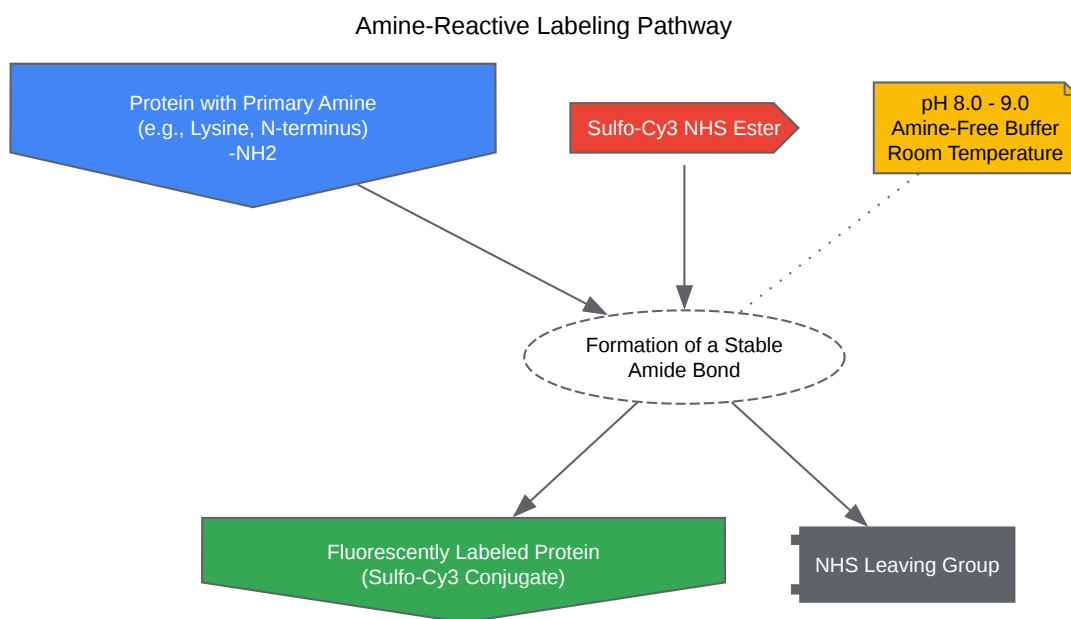 Amine-Reactive Labeling Pathway
Protein with Primary Amine
(e.g., Lysine, N-terminus)
-NH2
Sulfo-Cy3 NHS Ester
pH 8.0 - 9.0
Amine-Free Buffer
Room Temperature
Formation of a Stable
Amide Bond
Fluorescently Labeled Protein
(Sulfo-Cy3 Conjugate)
NHS Leaving Group